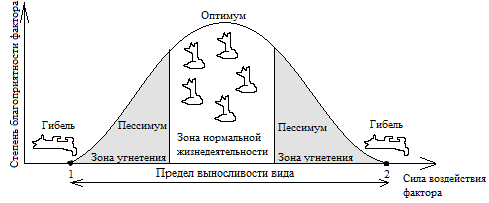 Степень благоприятности фактора
Оптимум
Гибель
Пессимум
Зона угнетения
Зона нормальной
жизнедеятельности
Пессимум
Зона угнетения
Гибель
1
Предел выносливости вида
2
Сила воздействия
фактора